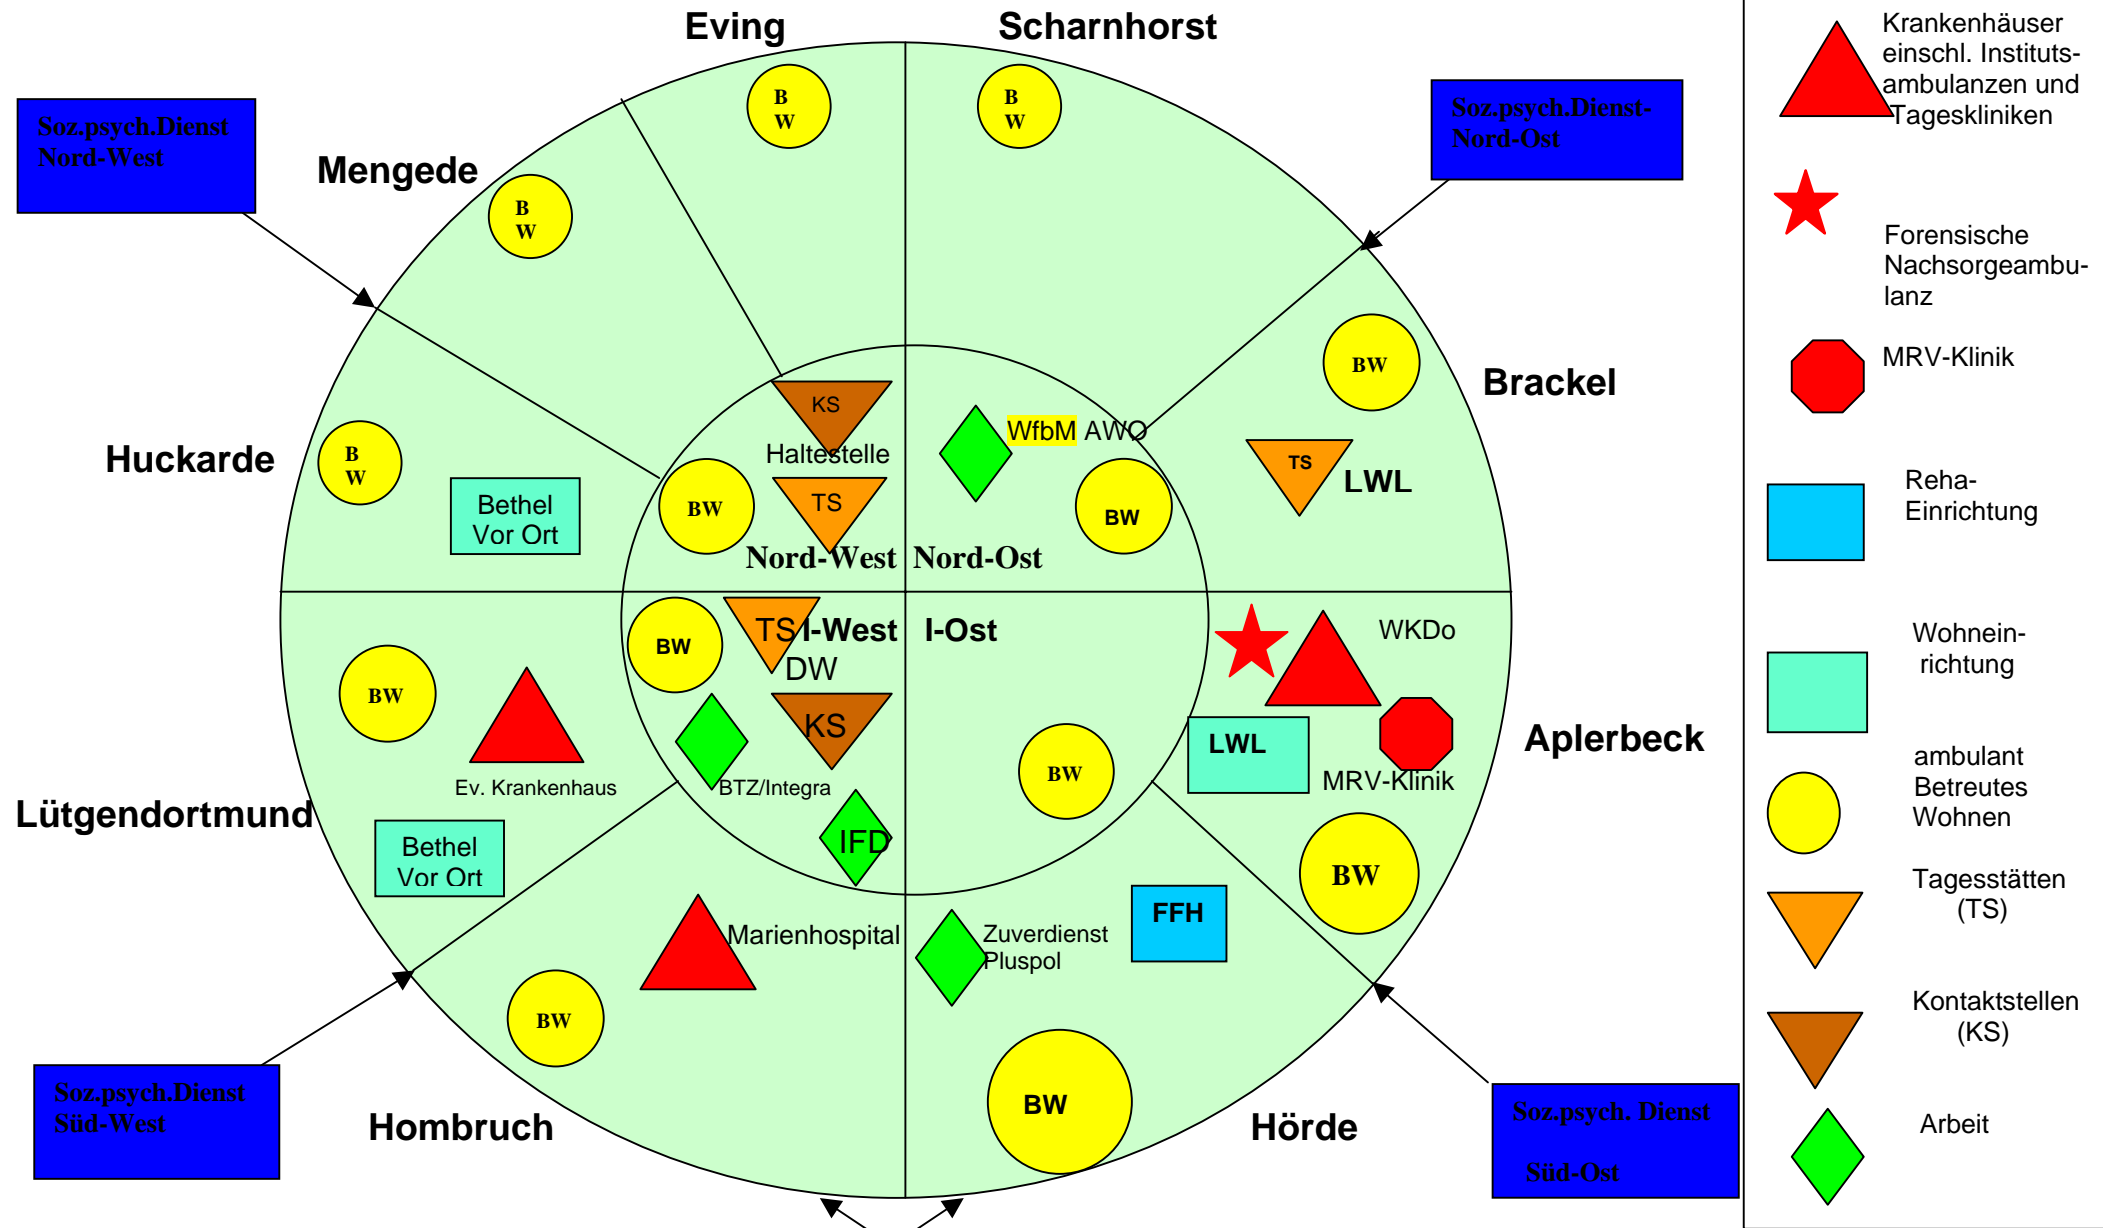 Eving
Scharnhorst
Soz.psych.Dienst
Nord-West
Soz.psych.Dienst-
Nord-Ost
Mengede
Huckarde
Brackel
Aplerbeck
Lütgendortmund
Hombruch
Hörde
Soz.psych.Dienst
Süd-West
Soz.psych. Dienst
Süd-Ost
B
W
B
W
B
W
B
W
BW
KS
Haltestelle
BW
TS
WfbM AWO
BW
TS
LWL
Bethel
Vor Ort
Nord-West
Nord-Ost
TS
I-West
I-Ost
DW
BW
KS
BTZ/Integra
IFD
BW
WKDo
LWL
MRV-Klinik
BW
BW
Ev. Krankenhaus
Bethel
Vor Ort
Marienhospital
BW
Zuverdienst
Pluspol
FFH
BW
Krankenhäuser
einschl. Instituts-
ambulanzen und
Tageskliniken
Forensische
Nachsorgeambu-
lanz
MRV-Klinik
Reha-
Einrichtung
Wohnein-
richtung
ambulant
Betreutes
Wohnen
Tagesstätten
(TS)
Kontaktstellen
(KS)
Arbeit